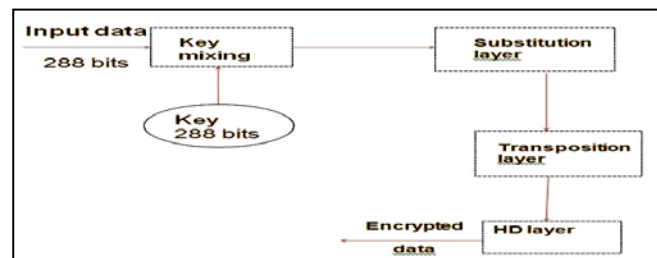 Input data
288 bits
Key
mixing
Substitution
layer
Key
288 bits
Transposition
layer
HD layer
Encrypted
data